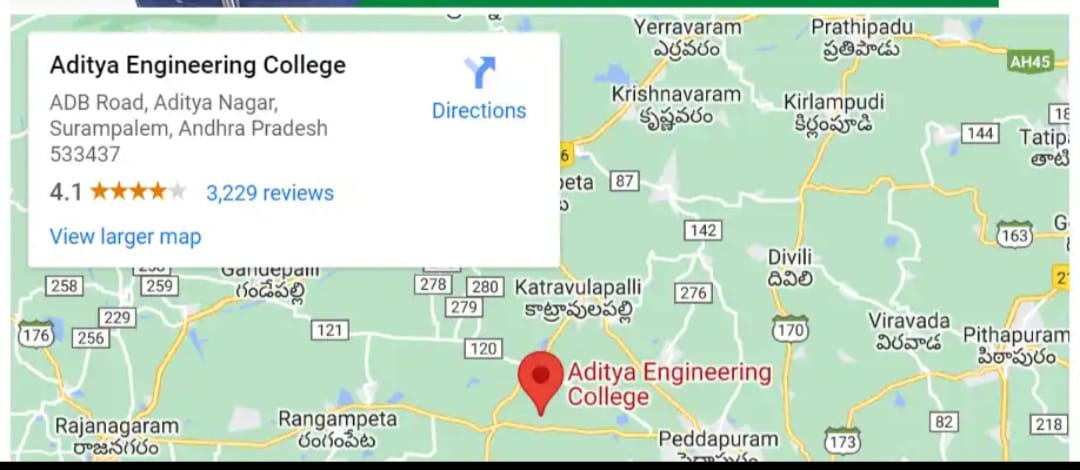 Aditya Engineering College
ADB Road, Aditya Nagar,
Surampalem, Andhra Pradesh
533437
Directions
4.1
3,229 reviews
View larger map
Yerravaram
ఎర్రవరం
Prathipadu
ప్రతిపాడు
AH45
Krishnavaram
కృష్ణవరం
Kirlampudi
కిర్లంపూడి
144
87
142
163
Divili
దివిలి
258
259
Gandepalli
గండేపల్లి
278
280
279
Katravulapalli
కాట్రావులపల్లి
276
229
176
256
121
120
170
Viravada
విరవాడ
Pithapuram
పిఠాపురం
Aditya Engineering
College
Rajanagaram
రాజనగరం
Rangampeta
రంగంపేట
Peddapuram
173
82
218